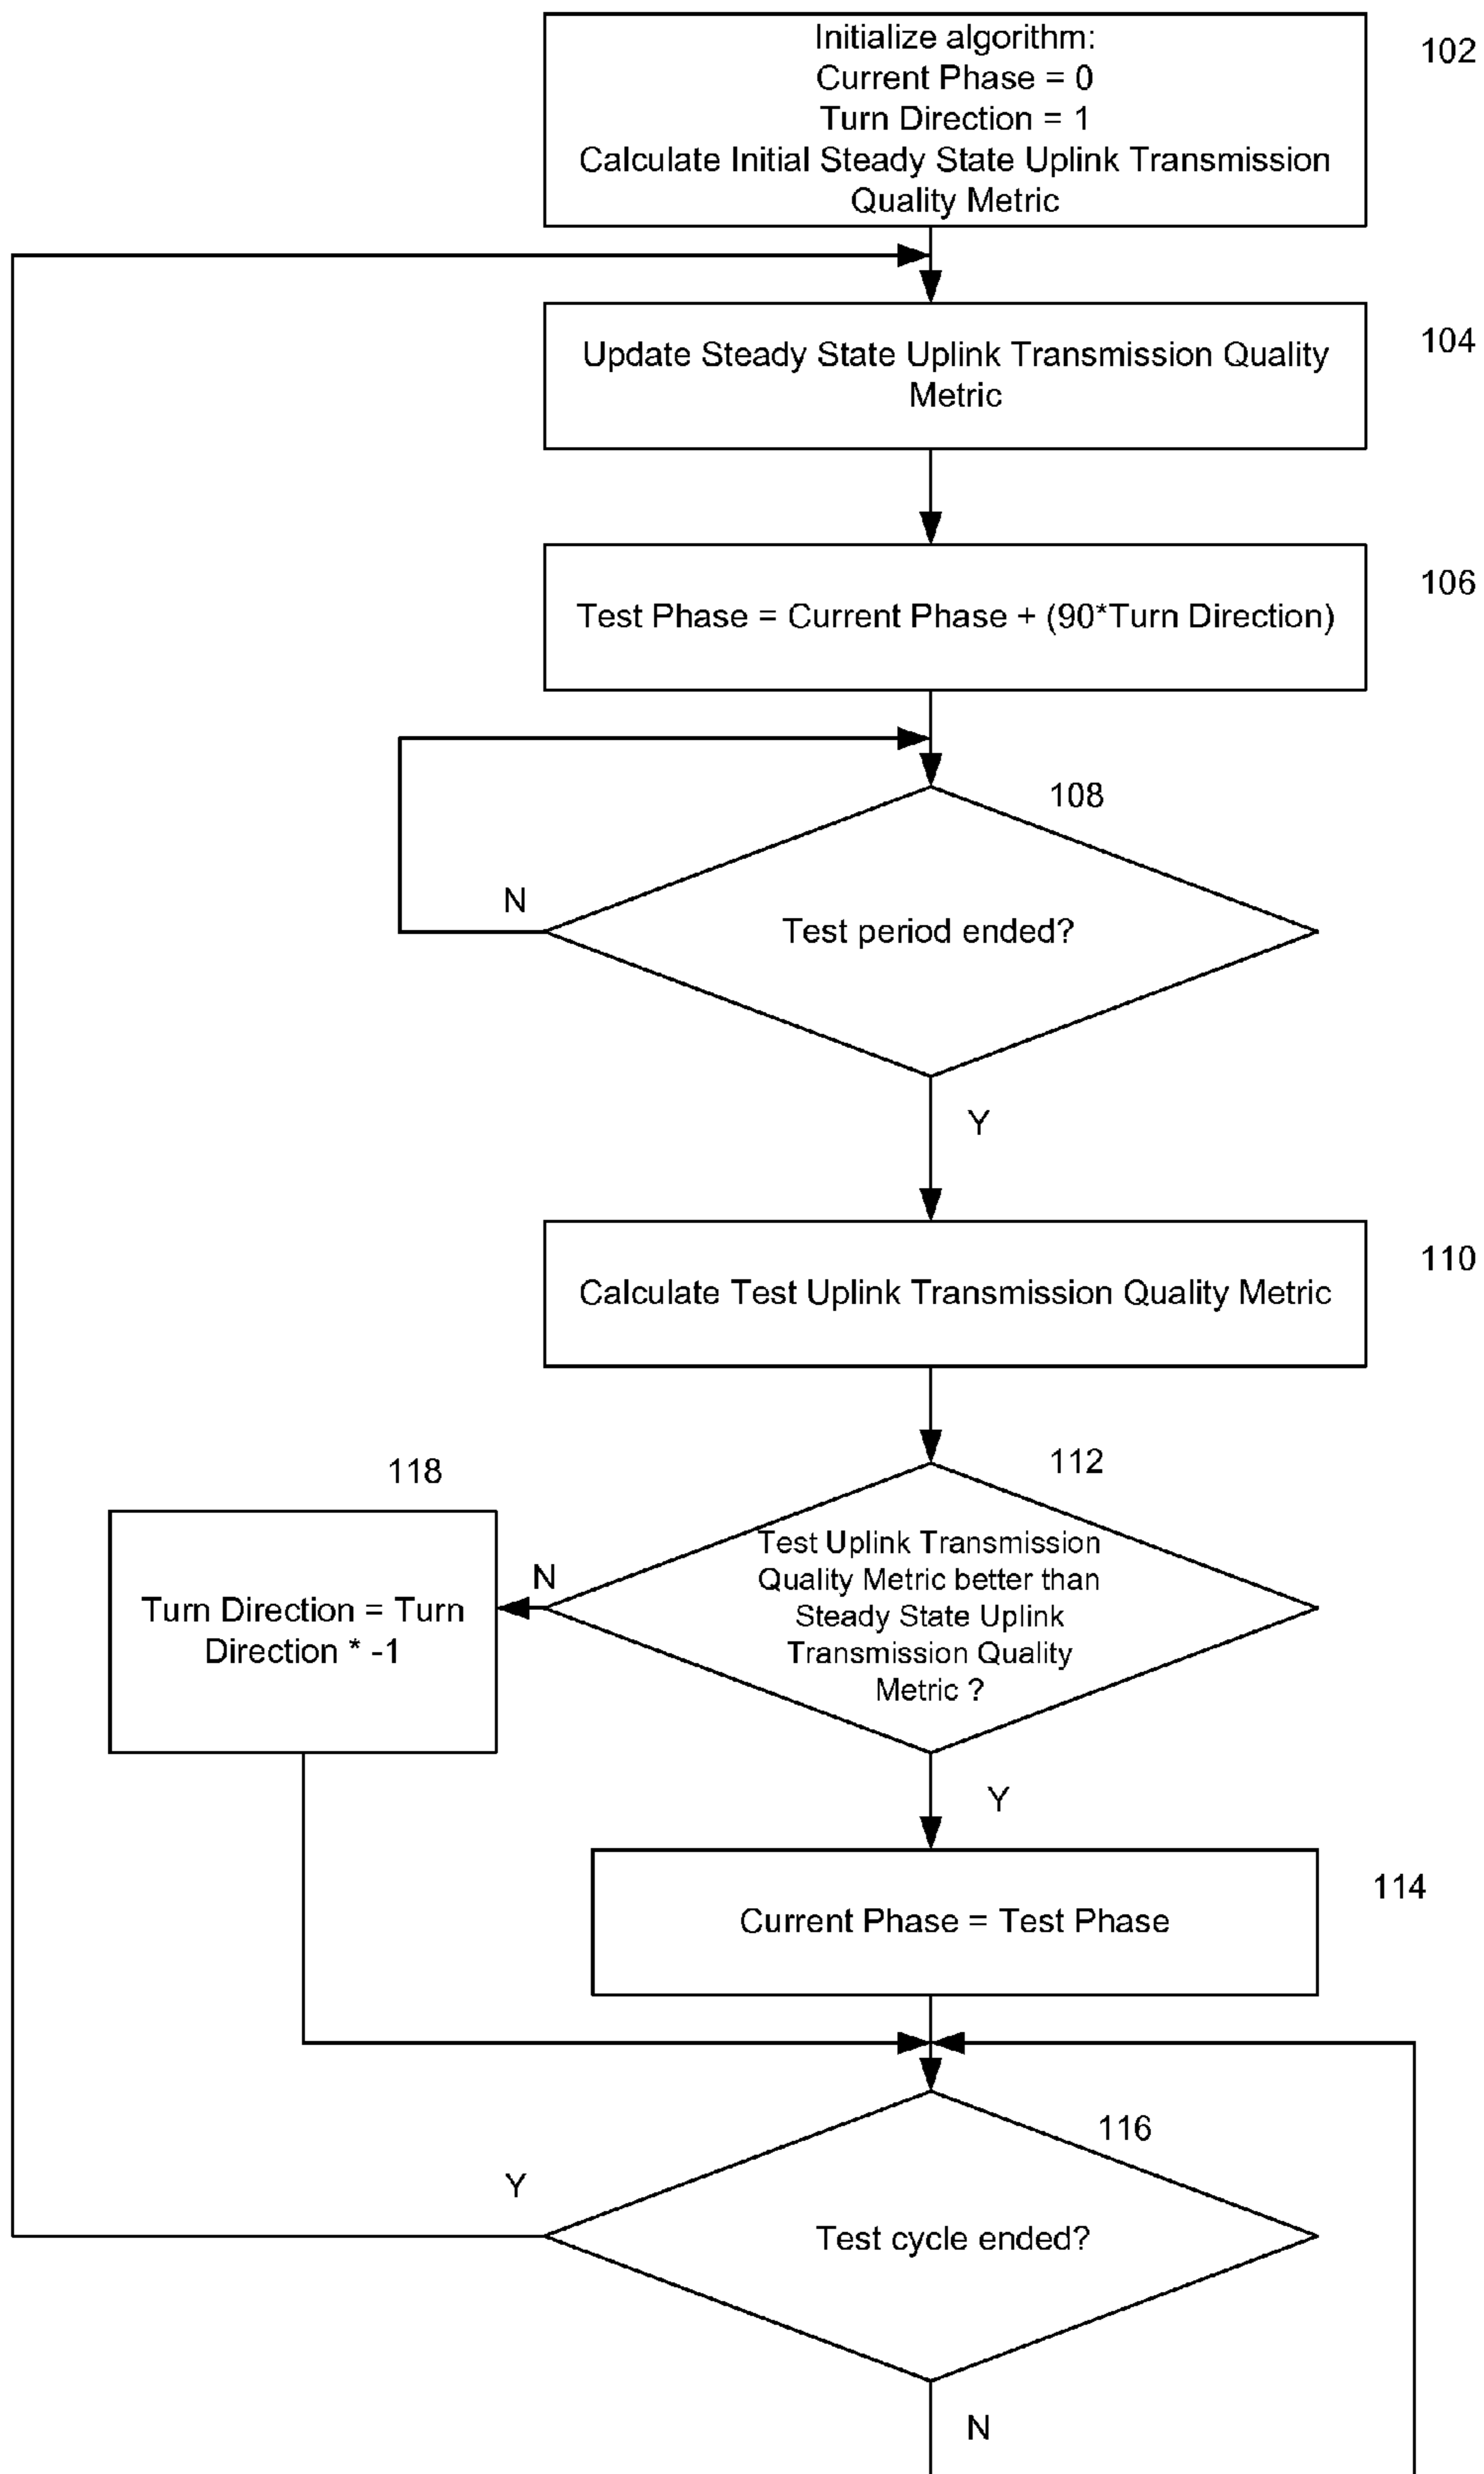 Initialize algorithm:
Current Phase = 0
Turn Direction = 1
Calculate Initial Steady State Uplink Transmission
Quality Metric
102
Update Steady State Uplink Transmission Quality
Metric
104
Test Phase = Current Phase + (90*Turn Direction)
106
108
N
Test period ended?
Y
Calculate Test Uplink Transmission Quality Metric
110
118
112
Turn Direction = Turn
Direction * -1
N
Test Uplink Transmission
Quality Metric better than
Steady State Uplink
Transmission Quality
Metric ?
Y
Current Phase = Test Phase
114
116
Y
Test cycle ended?
N